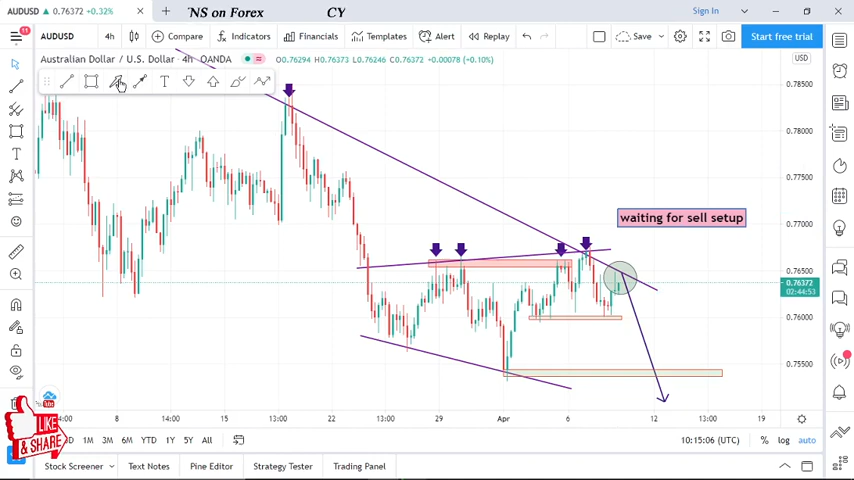 AUDUSD ▲ 0.76372 +0.32%
NS on Forex CY
Sign In
11
AUDUSD 4h Compare Indicators Financials Templates Alert Replay Save Start free trial
Australian Dollar / U.S. Dollar · 4h · OANDA O0.76294 H0.76373 L0.76246 C0.76372 +0.00078 (+0.10%)
USD
0.78500
0.78000
0.77500
waiting for sell setup
0.77000
0.76500
0.76372
02:44:53
0.76000
0.75500
:00 8 14:00 15 13:00 22 13:00 29 Apr 6 12 13:00 19
LIKE
& SHARE
D 1M 3M 6M YTD 1Y 5Y All
10:15:06 (UTC) % log auto
Stock Screener Text Notes Pine Editor Strategy Tester Trading Panel